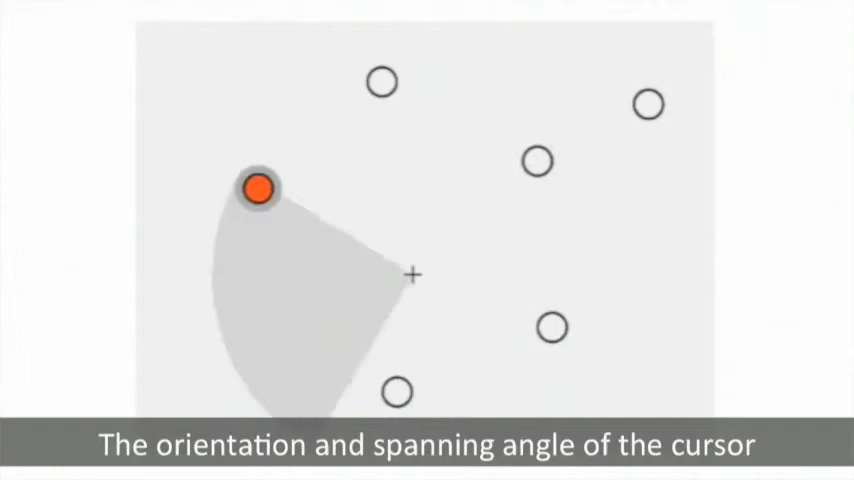 The orientation and spanning angle of the cursor